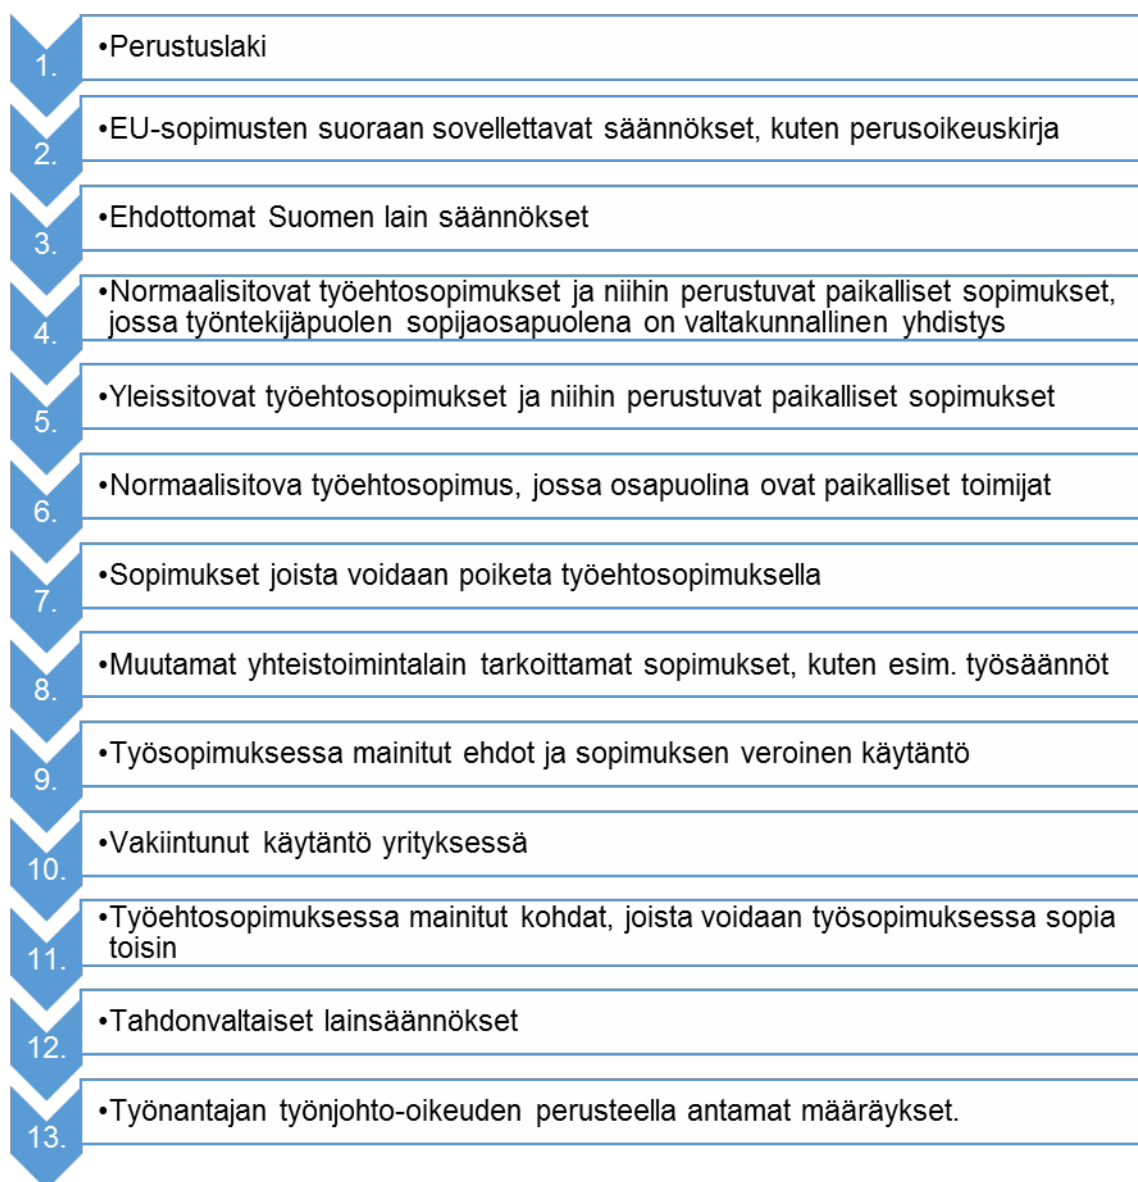 1.
•Perustuslaki
2.
•EU-sopimusten suoraan sovellettavat säännökset, kuten perusoikeuskirja
3.
•Ehdottomat Suomen lain säännökset
4.
•Normaalisitovat työehtosopimukset ja niihin perustuvat paikalliset sopimukset,
jossa työntekijäpuolen sopijaosapuolena on valtakunnallinen yhdistys
5.
•Yleissitovat työehtosopimukset ja niihin perustuvat paikalliset sopimukset
6.
•Normaalisitova työehtosopimus, jossa osapuolina ovat paikalliset toimijat
7.
•Sopimukset joista voidaan poiketa työehtosopimuksella
8.
•Muutamat yhteistoimintalain tarkoittamat sopimukset, kuten esim. työsäännöt
9.
•Työsopimuksessa mainitut ehdot ja sopimuksen veroinen käytäntö
10.
•Vakiintunut käytäntö yrityksessä
11.
•Työehtosopimuksessa mainitut kohdat, joista voidaan työsopimuksessa sopia
toisin
12.
•Tahdonvaltaiset lainsäännökset
13.
•Työnantajan työnjohto-oikeuden perusteella antamat määräykset.